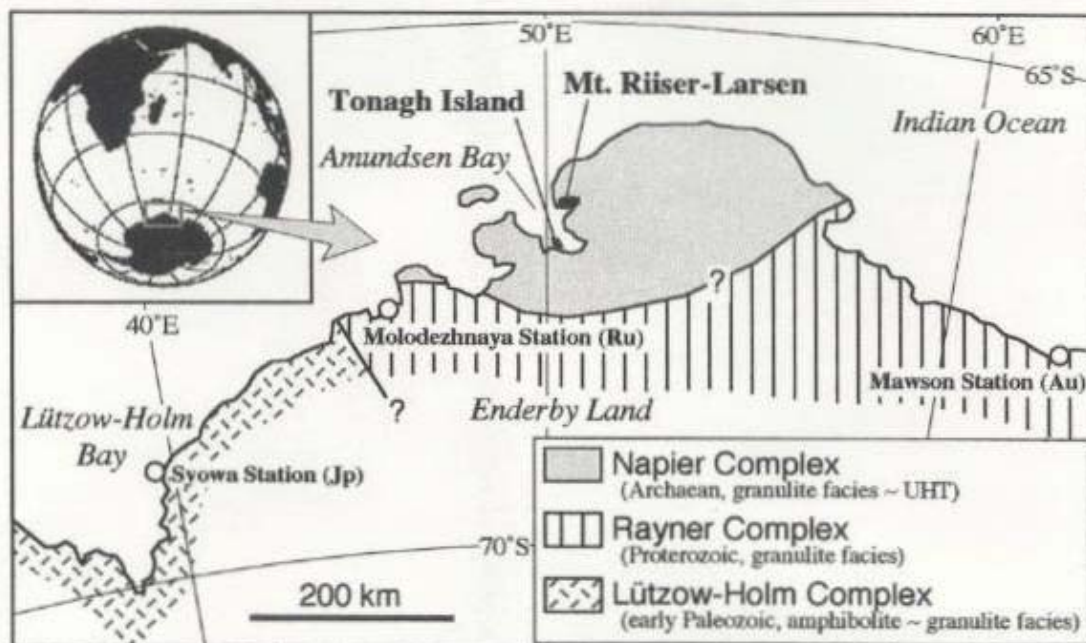 50°E
60°E
65°S
Tonagh Island
Mt. Riiser-Larsen
Amundsen Bay
Indian Ocean
40°E
?
Molodezhnaya Station (Ru)
Mawson Station (Au)
?
Enderby Land
Lützow-Holm
Bay
Syowa Station (Jp)
70°S
200 km
Napier Complex
(Archaean, granulite facies ~ UHT)
Rayner Complex
(Proterozoic, granulite facies)
Lützow-Holm Complex
(early Paleozoic, amphibolite ~ granulite facies)